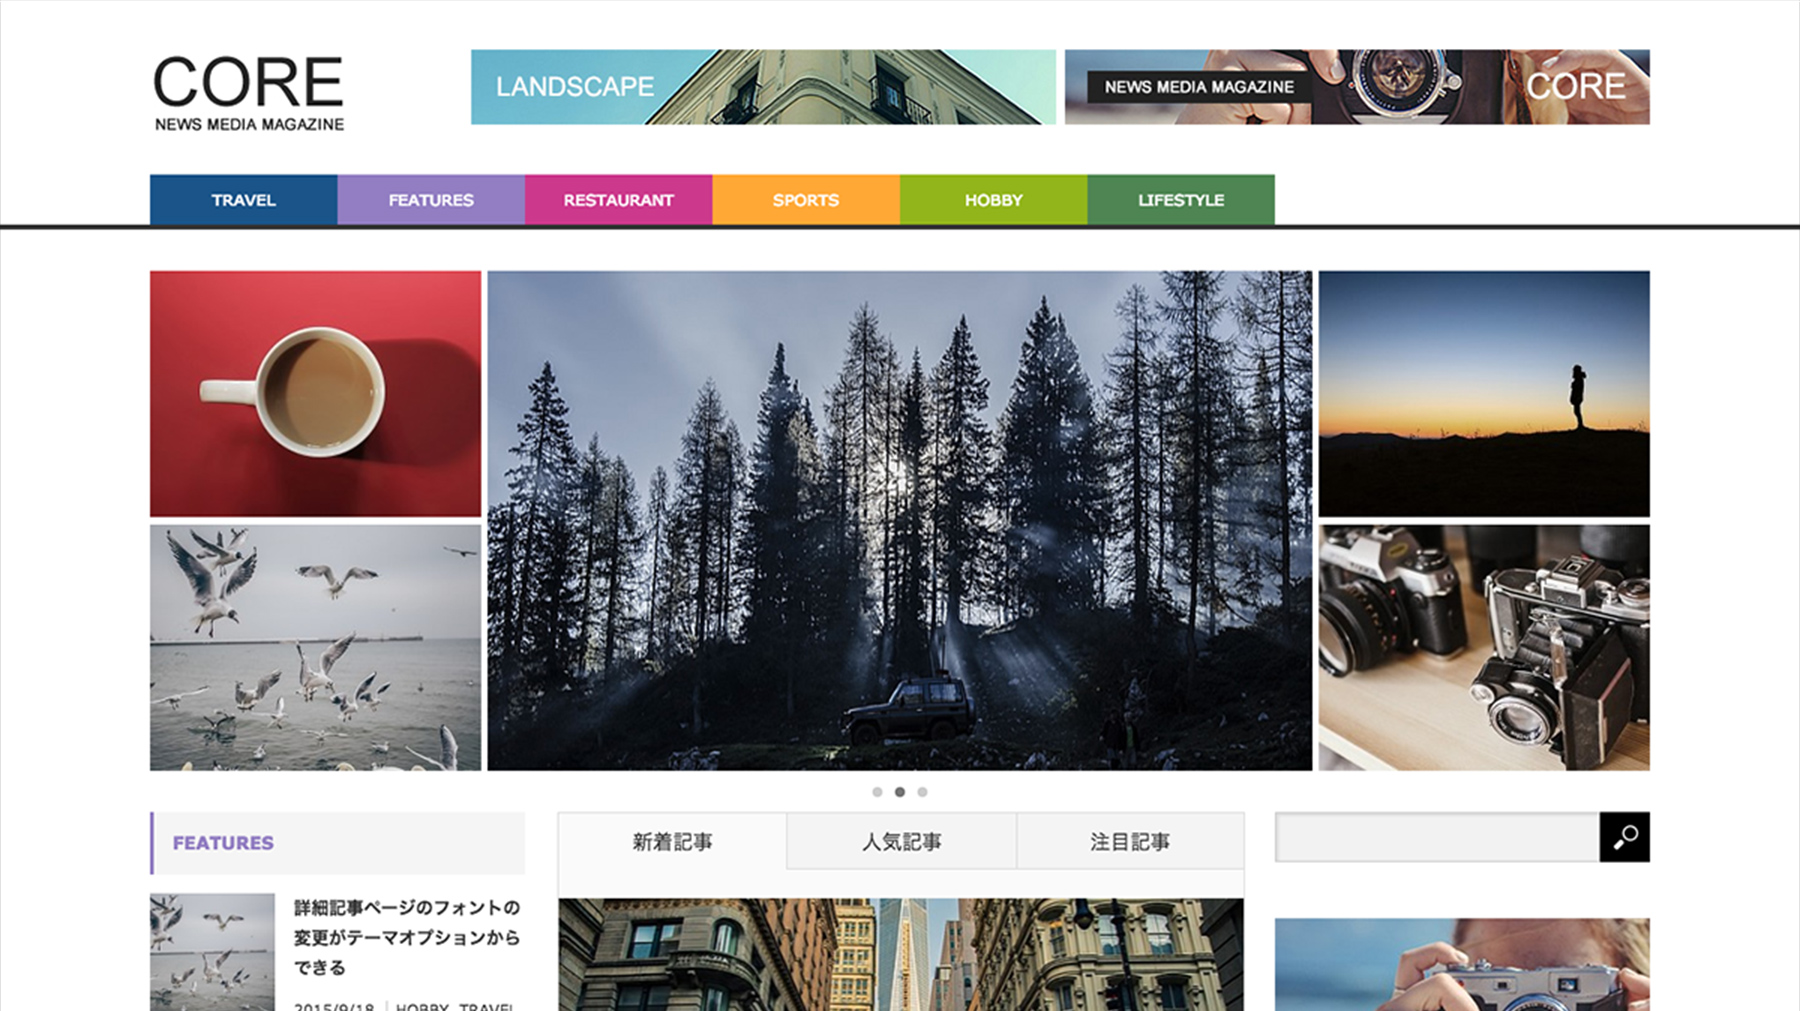 CORE
NEWS MEDIA MAGAZINE
LANDSCAPE
NEWS MEDIA MAGAZINE
CORE
TRAVEL
FEATURES
RESTAURANT
SPORTS
HOBBY
LIFESTYLE
FEATURES
詳細記事ページのフォントの
変更がテーマオプションから
できる
2015/9/18 | HOBBY, TRAVEL
新着記事
人気記事
注目記事